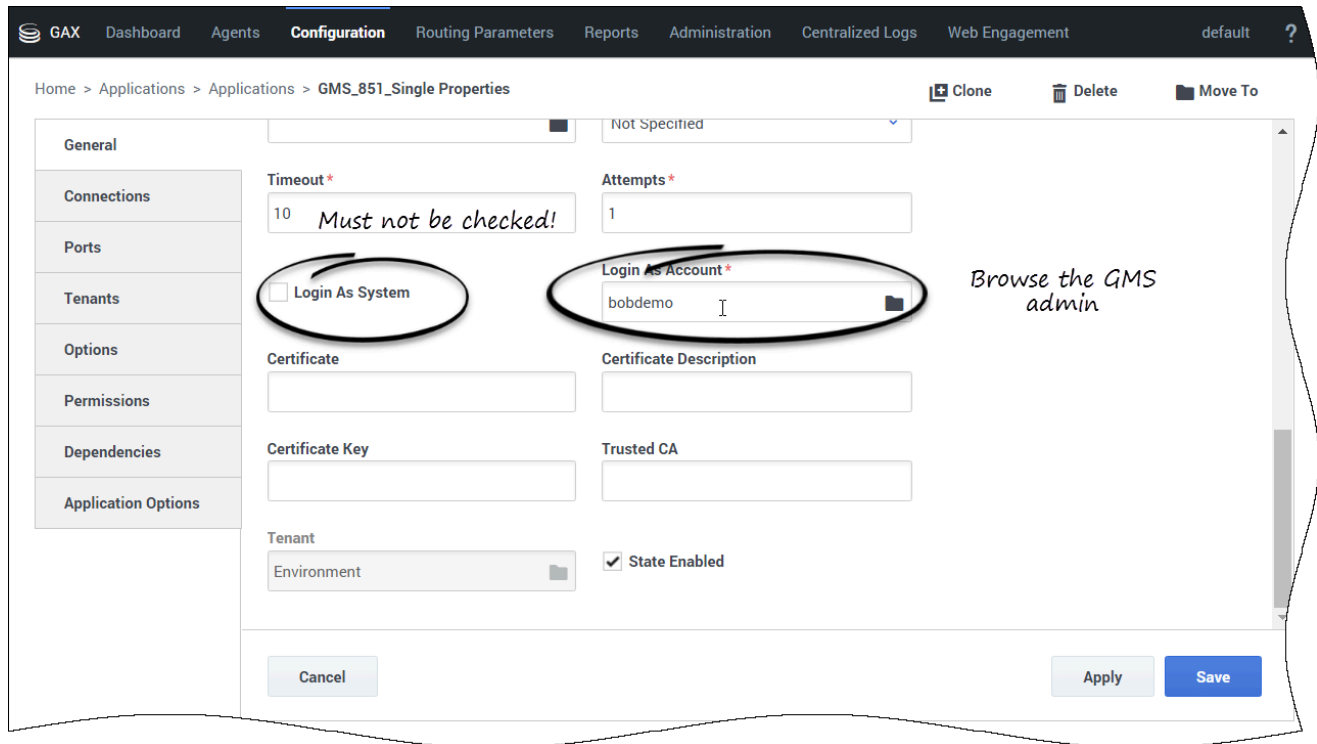 GAX Dashboard Agents Configuration Routing Parameters Reports Administration Centralized Logs Web Engagement default ?
Home > Applications > Applications > GMS_851_Single Properties
Clone Delete Move To
General
Connections
Ports
Tenants
Options
Permissions
Dependencies
Application Options
Not Specified
Timeout * Attempts *
10 1
Must not be checked!
Login As System
Login As Account *
bobdemo
Browse the GMS
admin
Certificate Certificate Description
Certificate Key Trusted CA
Tenant
Environment
State Enabled
Cancel Apply Save